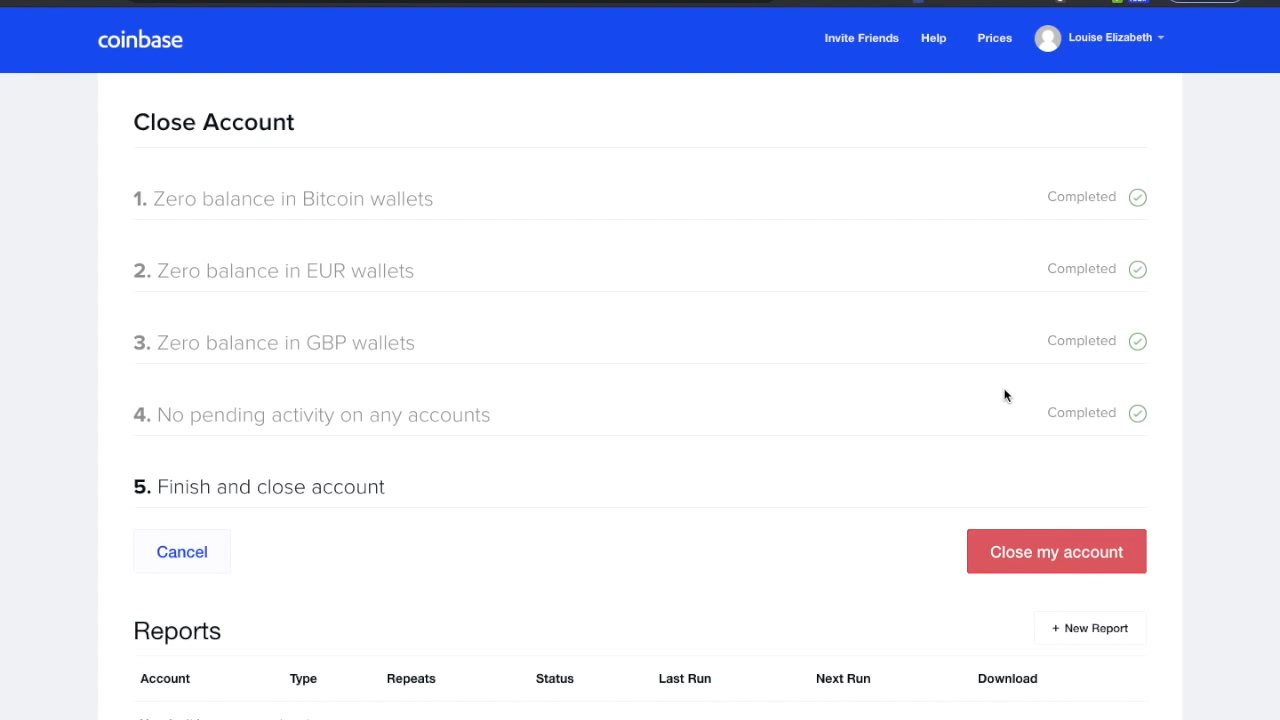 coinbase
Invite Friends Help Prices Louise Elizabeth
Close Account
1. Zero balance in Bitcoin wallets Completed
2. Zero balance in EUR wallets Completed
3. Zero balance in GBP wallets Completed
4. No pending activity on any accounts Completed
5. Finish and close account
Cancel Close my account
Reports + New Report
Account Type Repeats Status Last Run Next Run Download